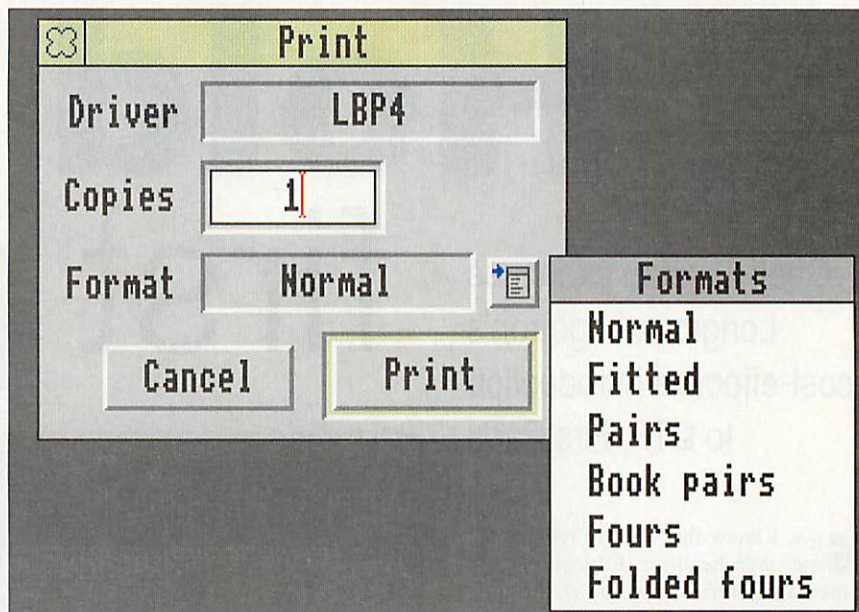 Print
Driver LBP4
Copies 1
Format Normal
Cancel Print
Formats
Normal
Fitted
Pairs
Book pairs
Fours
Folded fours